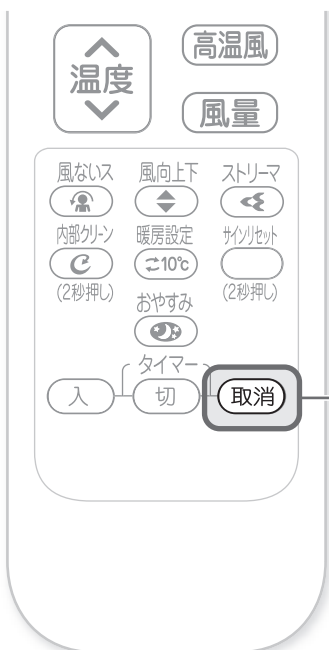 温度
高温風
風量
風ないス 風向上下 ストリーマ
内部クリーン 暖房設定 サインリセット
10℃
(2秒押し) (2秒押し)
おやすみ
タイマー
入 切 取消